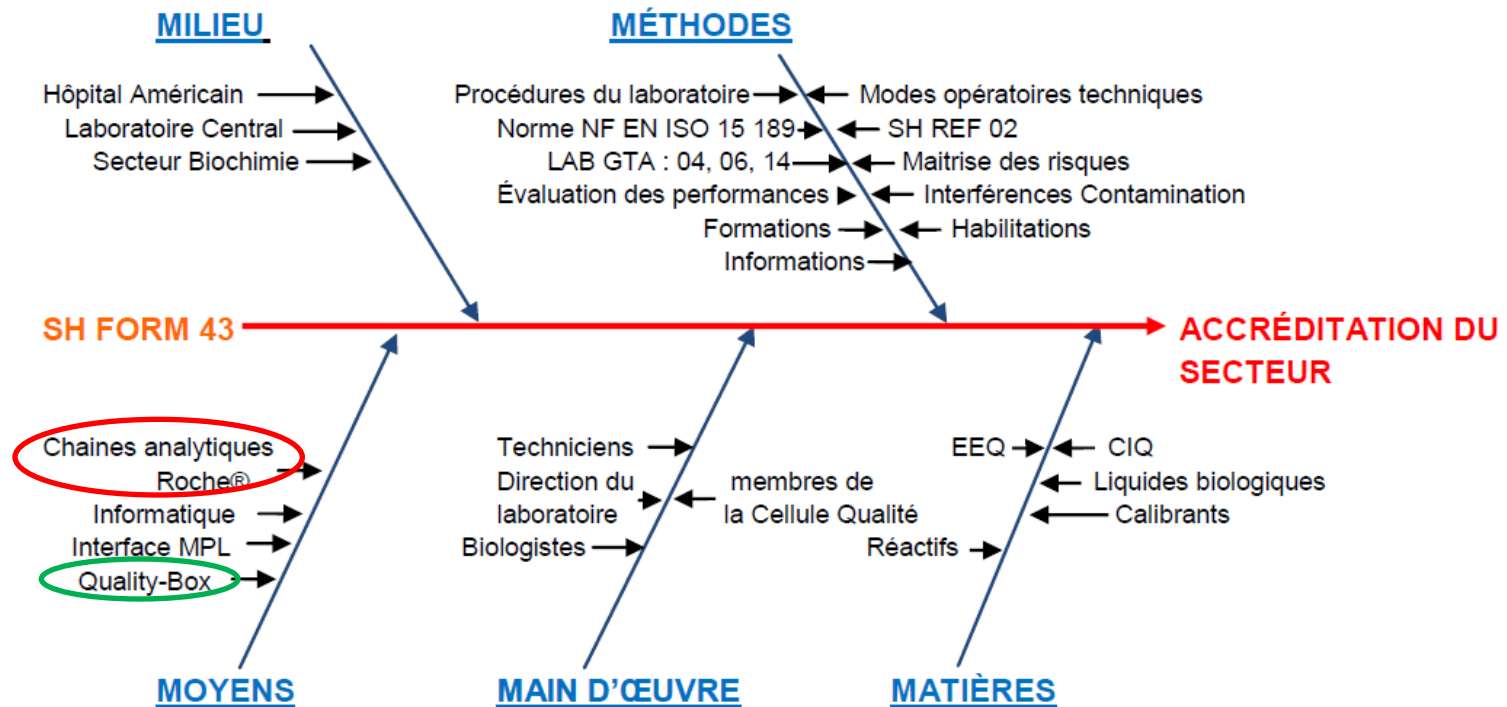 MILIEU
Hôpital Américain
Laboratoire Central
Secteur Biochimie
MÉTHODES
Procédures du laboratoire
Modes opératoires techniques
Norme NF EN ISO 15 189
SH REF 02
LAB GTA : 04, 06, 14
Maitrise des risques
Évaluation des performances
Interférences Contamination
Formations
Habilitations
Informations
SH FORM 43
ACCRÉDITATION DU
SECTEUR
Chaines analytiques
Roche®
Informatique
Interface MPL
Quality-Box
MOYENS
Techniciens
Direction du
laboratoire
membres de
la Cellule Qualité
Biologistes
MAIN D’ŒUVRE
EEQ
CIQ
Liquides biologiques
Calibrants
Réactifs
MATIÈRES